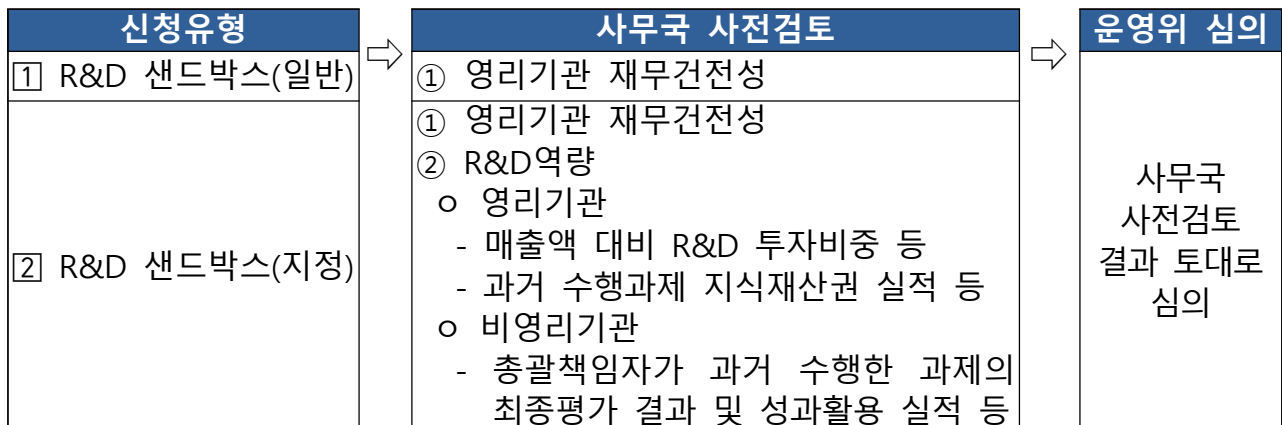 신청유형
사무국 사전검토
운영위 심의
⇨
⇨
1 R&D 샌드박스(일반)
① 영리기관 재무건전성
2 R&D 샌드박스(지정)
① 영리기관 재무건전성
② R&D역량
ㅇ 영리기관
- 매출액 대비 R&D 투자비중 등
- 과거 수행과제 지식재산권 실적 등
ㅇ 비영리기관
- 총괄책임자가 과거 수행한 과제의
최종평가 결과 및 성과활용 실적 등
사무국
사전검토
결과 토대로
심의